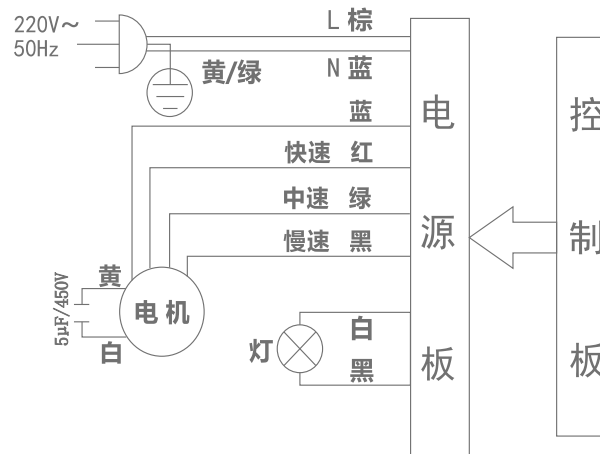 220V～
50Hz
L 棕
N 蓝
黄/绿
蓝
快速 红
中速 绿
慢速 黑
黄
5μF/450V
电机
白
灯
白
黑
电源板
控制板